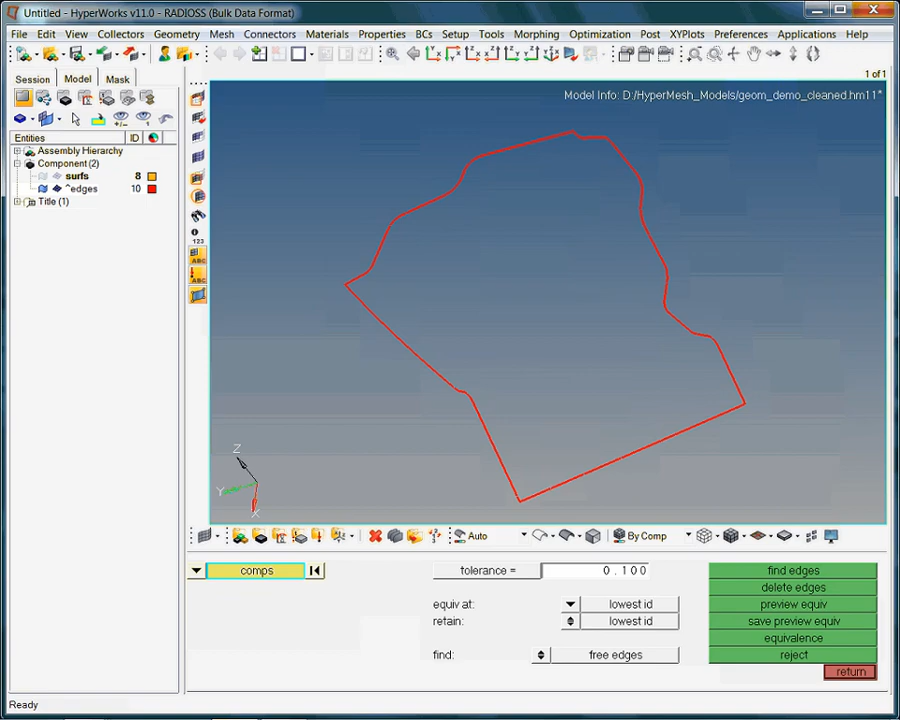 Untitled - HyperWorks v11.0 - RADIOSS (Bulk Data Format)
File Edit View Collectors Geometry Mesh Connectors Materials Properties BCs Setup Tools Morphing Optimization Post XYPlots Preferences Applications Help
1 of 1
Session Model Mask
Model Info: D:/HyperMesh_Models/geom_demo_cleaned.hm11*
Entities ID
Assembly Hierarchy
Component (2)
surfs 8
^edges 10
Title (1)
123
ABC
ABC
Z
Y
X
Auto By Comp
comps
tolerance = 0.100
equiv at: lowest id
retain: lowest id
find: free edges
find edges
delete edges
preview equiv
save preview equiv
equivalence
reject
return
Ready